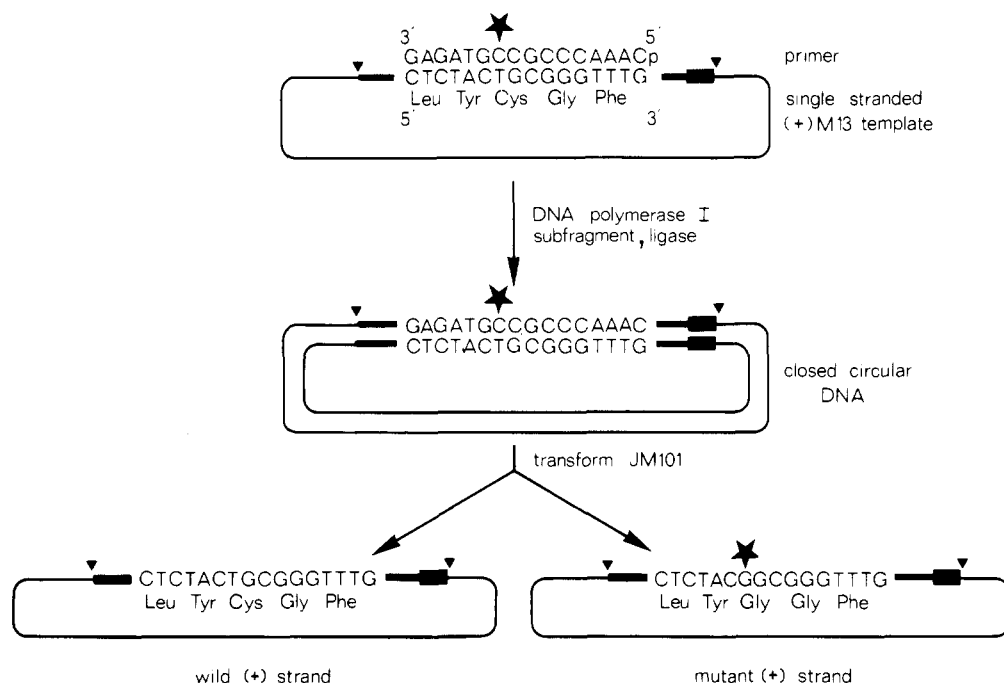 3´ 5´
GAGATGCCGCCCAAACp primer
CTCTACTGCGGGTTTG
Leu Tyr Cys Gly Phe single stranded
5´ 3´ (+)M13 template
DNA polymerase I
subfragment, ligase
GAGATGCCGCCCAAAC
CTCTACTGCGGGTTTG
closed circular
DNA
transform JM101
CTCTACTGCGGGTTTG
Leu Tyr Cys Gly Phe
wild (+) strand
CTCTACGGCGGGTTTG
Leu Tyr Gly Gly Phe
mutant (+) strand